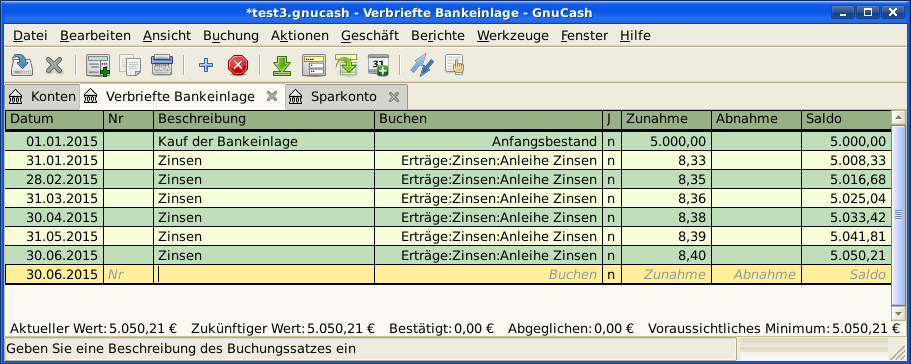 *test3.gnucash - Verbriefte Bankeinlage - GnuCash
Datei Bearbeiten Ansicht Buchung Aktionen Geschäft Berichte Werkzeuge Fenster Hilfe
31
Konten Verbriefte Bankeinlage Sparkonto
Datum Nr Beschreibung Buchen J Zunahme Abnahme Saldo
01.01.2015 Kauf der Bankeinlage Anfangsbestand n 5.000,00 5.000,00
31.01.2015 Zinsen Erträge:Zinsen:Anleihe Zinsen n 8,33 5.008,33
28.02.2015 Zinsen Erträge:Zinsen:Anleihe Zinsen n 8,35 5.016,68
31.03.2015 Zinsen Erträge:Zinsen:Anleihe Zinsen n 8,36 5.025,04
30.04.2015 Zinsen Erträge:Zinsen:Anleihe Zinsen n 8,38 5.033,42
31.05.2015 Zinsen Erträge:Zinsen:Anleihe Zinsen n 8,39 5.041,81
30.06.2015 Zinsen Erträge:Zinsen:Anleihe Zinsen n 8,40 5.050,21
30.06.2015 Nr Buchen n Zunahme Abnahme Saldo
Aktueller Wert: 5.050,21 € Zukünftiger Wert: 5.050,21 € Bestätigt: 0,00 € Abgeglichen: 0,00 € Voraussichtliches Minimum: 5.050,21 €
Geben Sie eine Beschreibung des Buchungssatzes ein